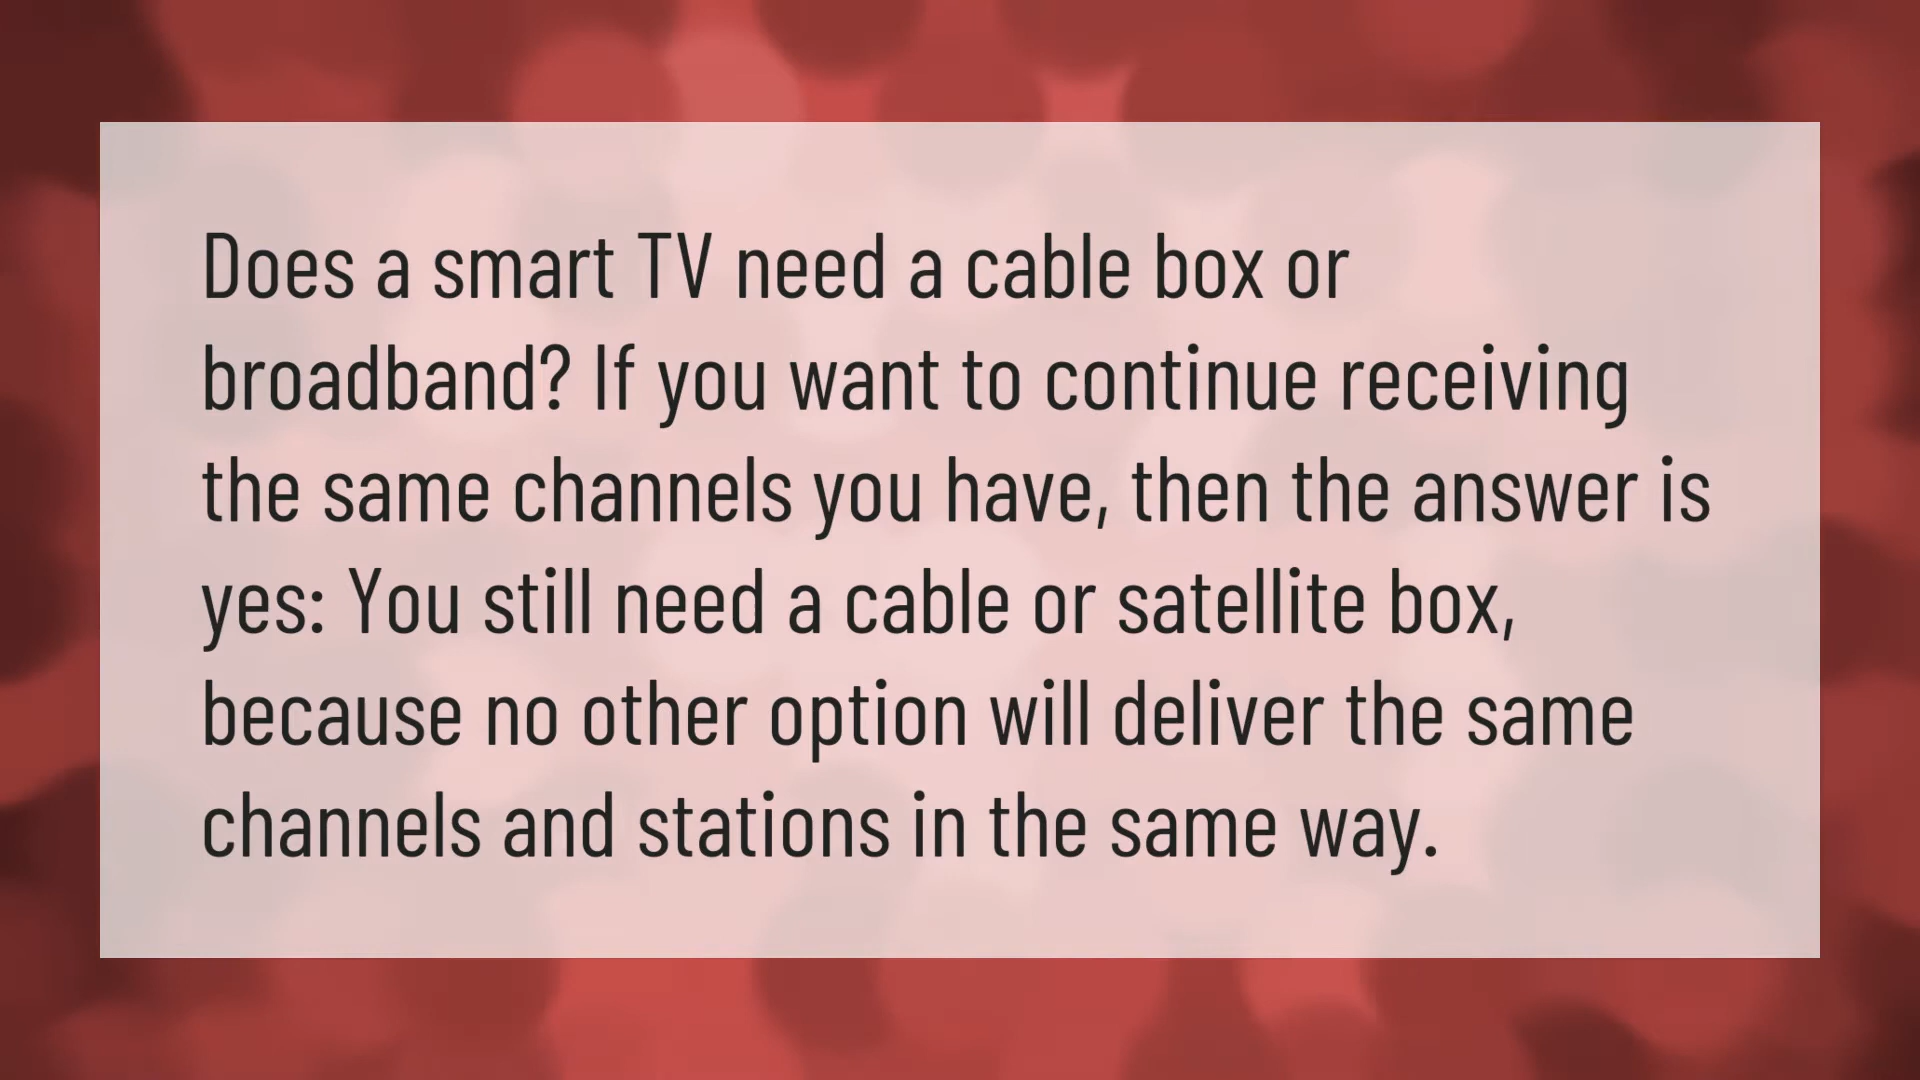 Does a smart TV need a cable box or
broadband? If you want to continue receiving
the same channels you have, then the answer is
yes: You still need a cable or satellite box,
because no other option will deliver the same
channels and stations in the same way.